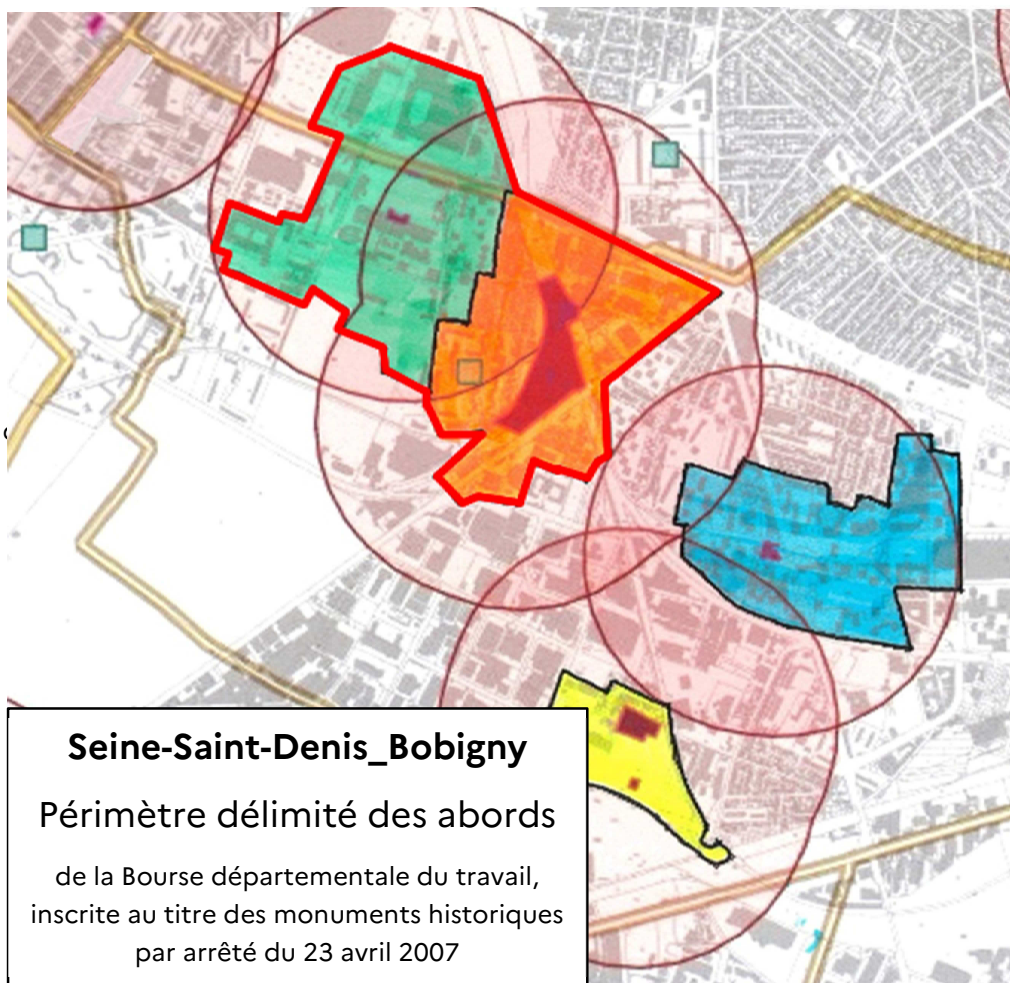 Seine-Saint-Denis_Bobigny
Périmètre délimité des abords
de la Bourse départementale du travail,
inscrite au titre des monuments historiques
par arrêté du 23 avril 2007